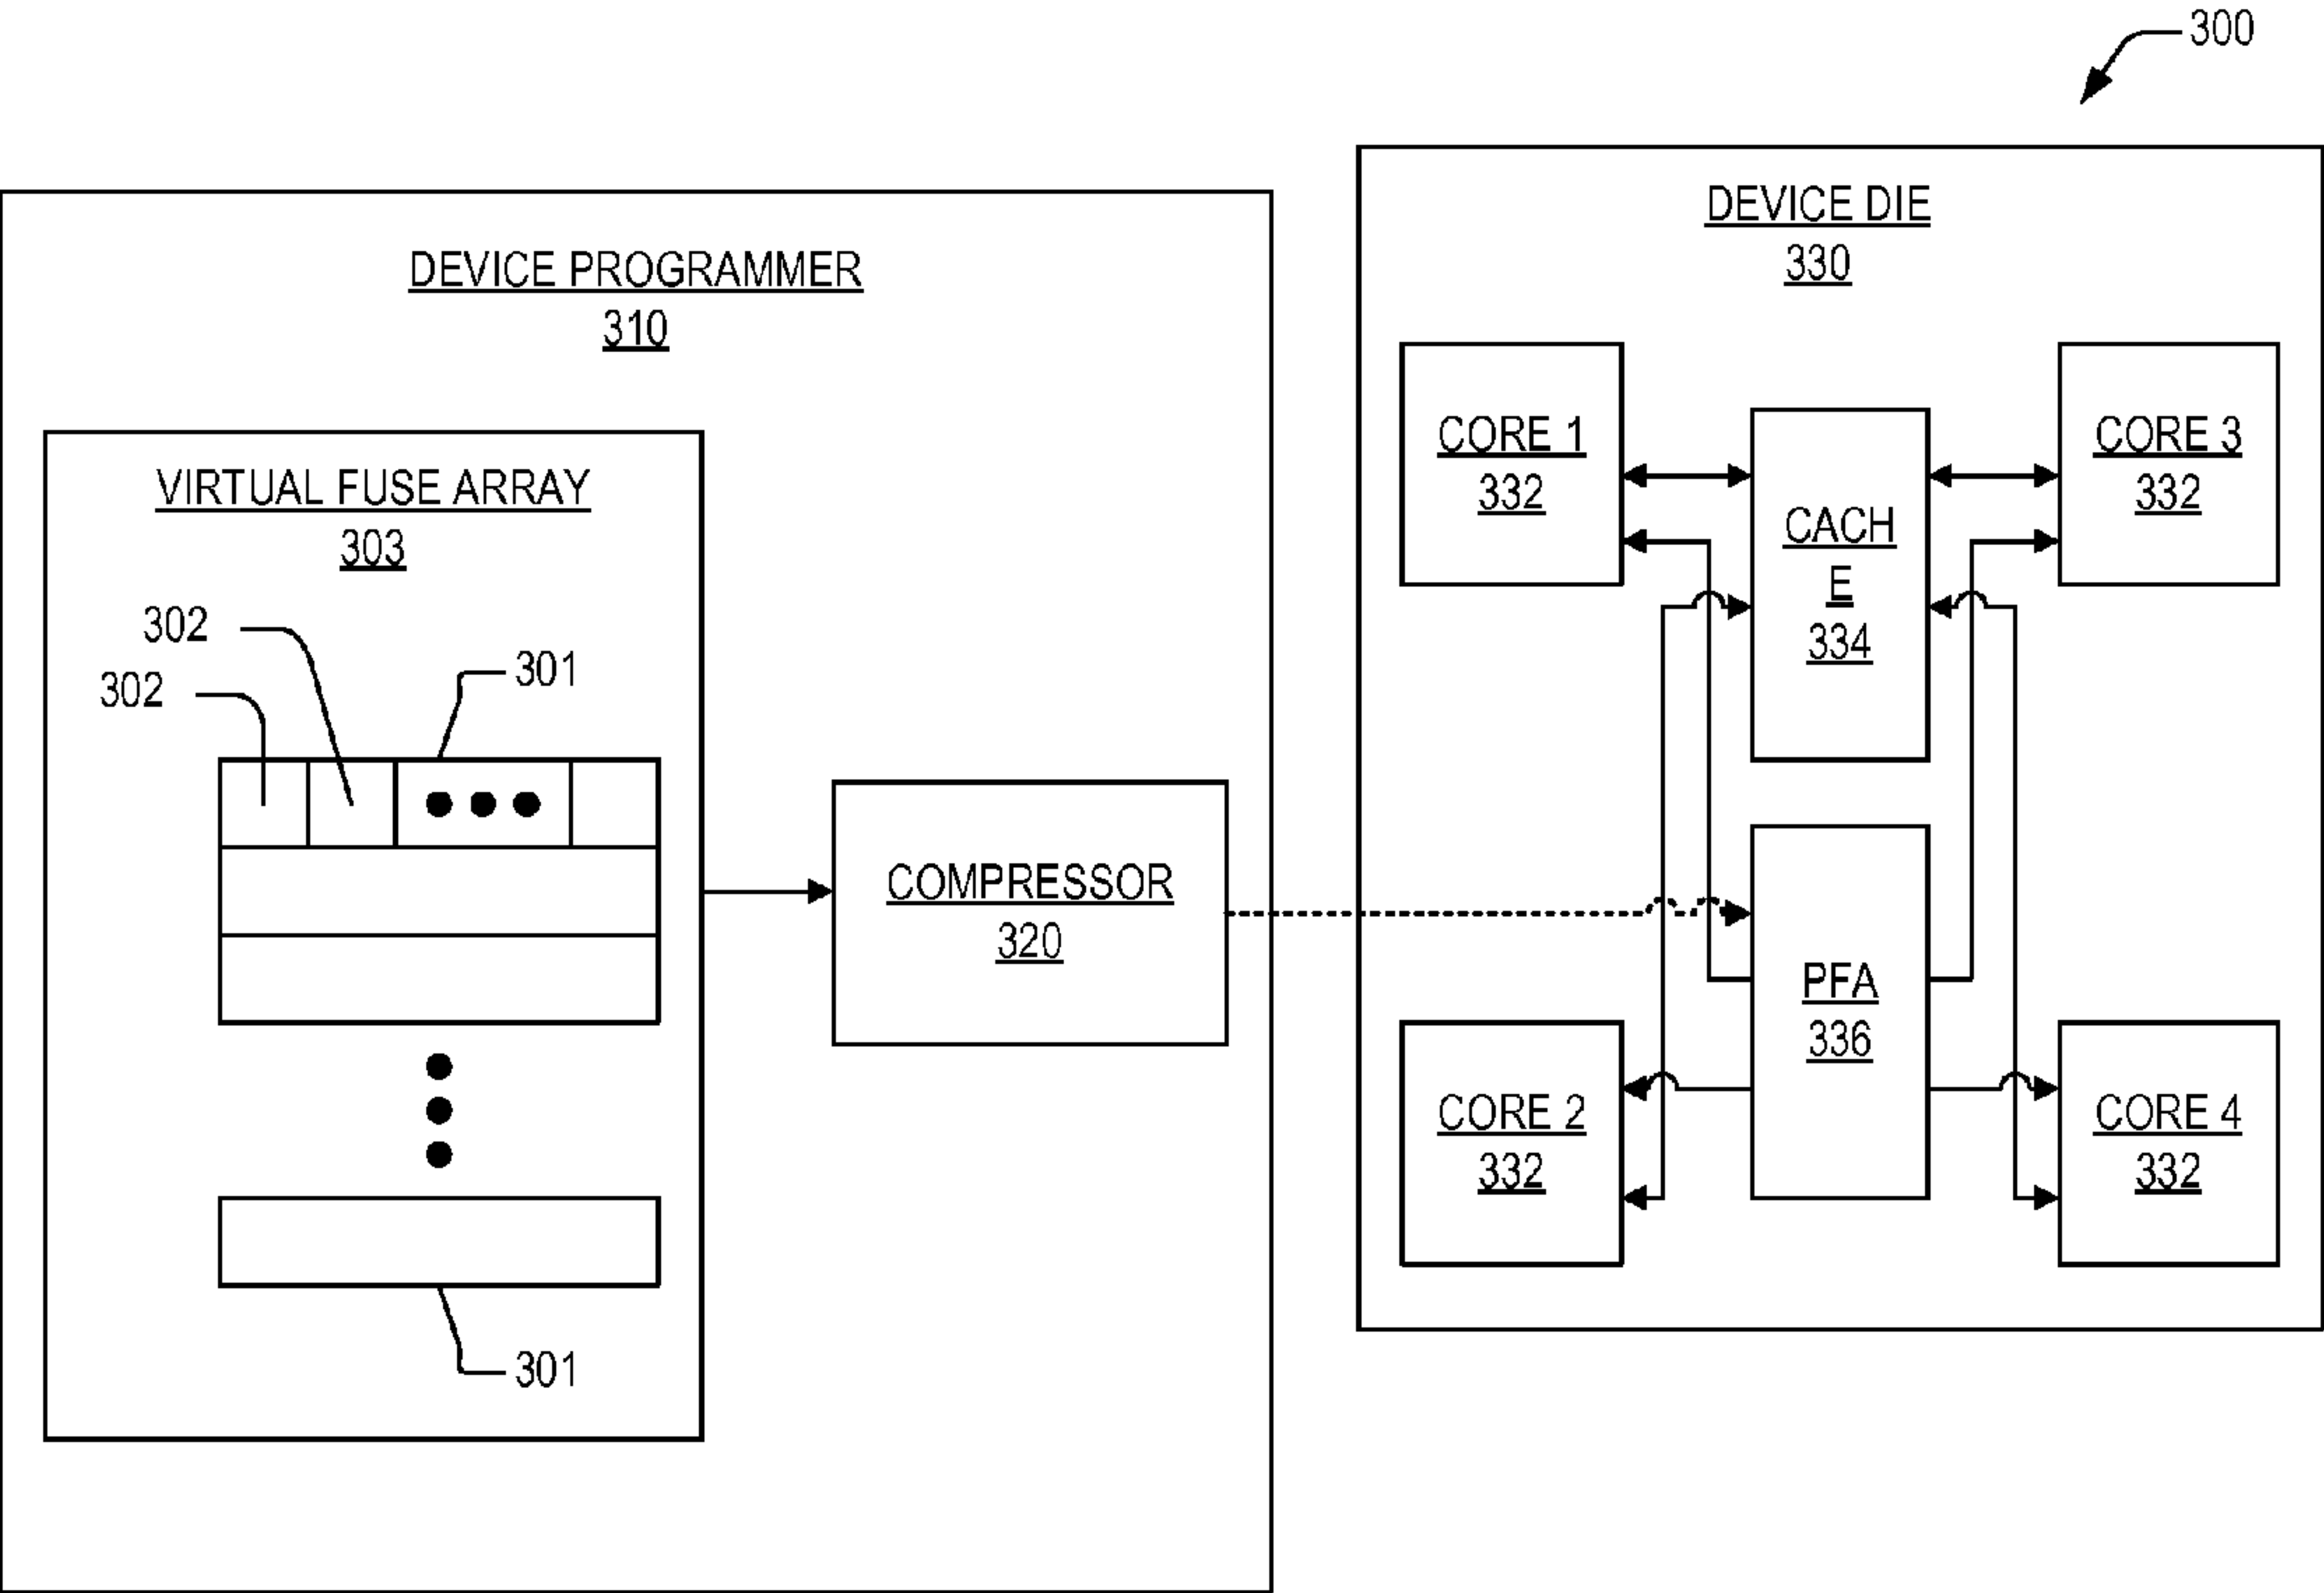 300
DEVICE PROGRAMMER
310
VIRTUAL FUSE ARRAY
303
302
302
301
301
COMPRESSOR
320
DEVICE DIE
330
CORE 1
332
CORE 3
332
CACH
E
334
PFA
336
CORE 2
332
CORE 4
332